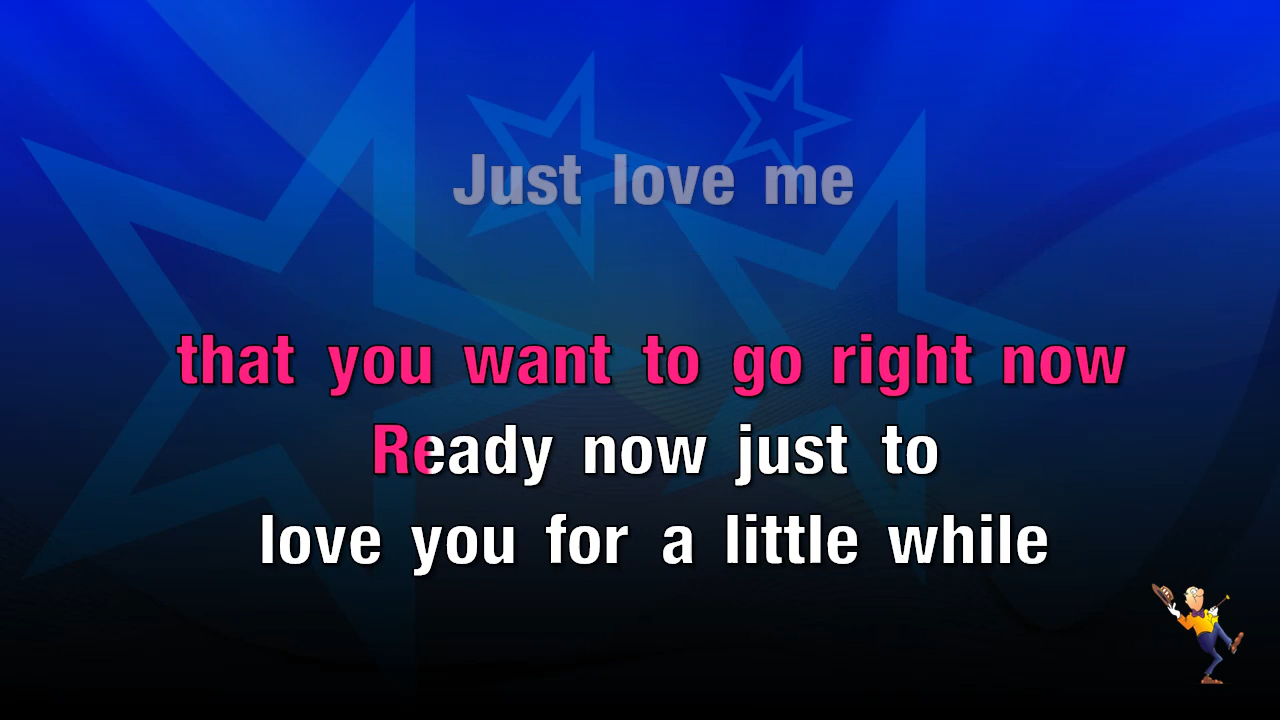 Just love me
that you want to go right now
Ready now just to
love you for a little while